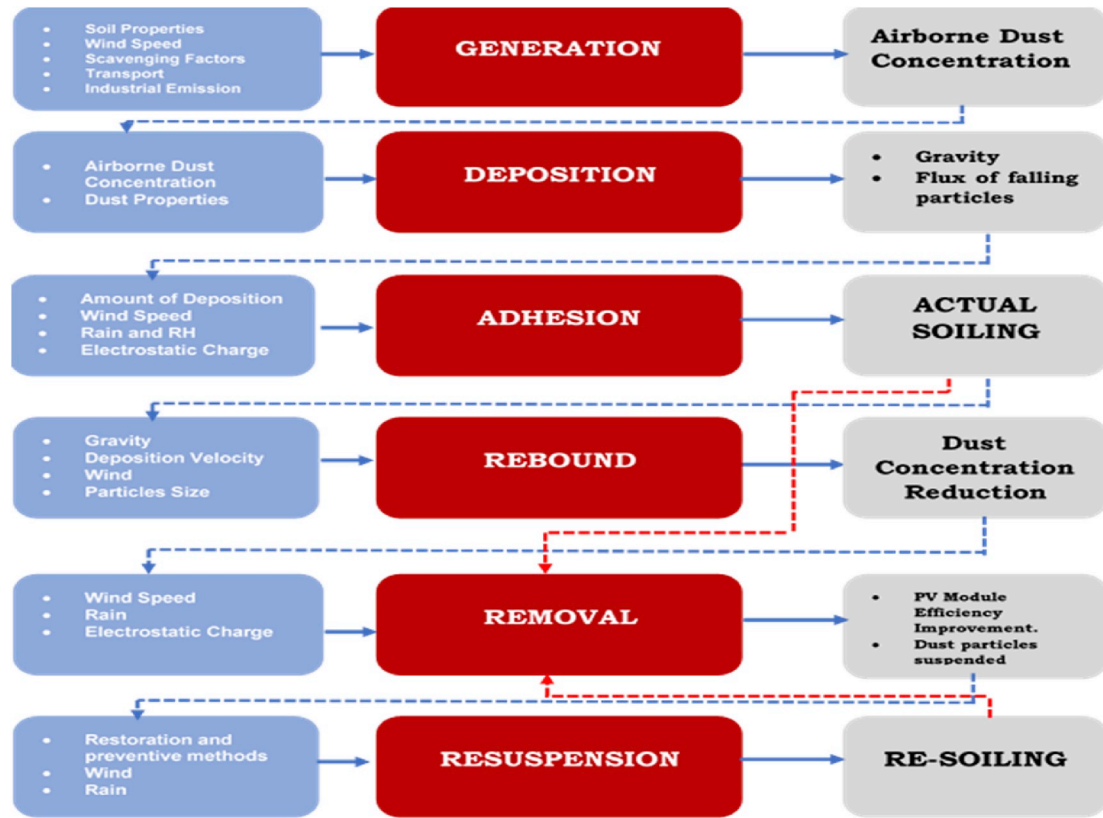 • Soil Properties
• Wind Speed
• Scavenging Factors
• Transport
• Industrial Emission
GENERATION
Airborne Dust
Concentration
• Airborne Dust
Concentration
• Dust Properties
DEPOSITION
• Gravity
• Flux of falling
particles
• Amount of Deposition
• Wind Speed
• Rain and RH
• Electrostatic Charge
ADHESION
ACTUAL
SOILING
• Gravity
• Deposition Velocity
• Wind
• Particles Size
REBOUND
Dust
Concentration
Reduction
• Wind Speed
• Rain
• Electrostatic Charge
REMOVAL
• PV Module
Efficiency
Improvement.
• Dust particles
suspended
• Restoration and
preventive methods
• Wind
• Rain
RESUSPENSION
RE-SOILING